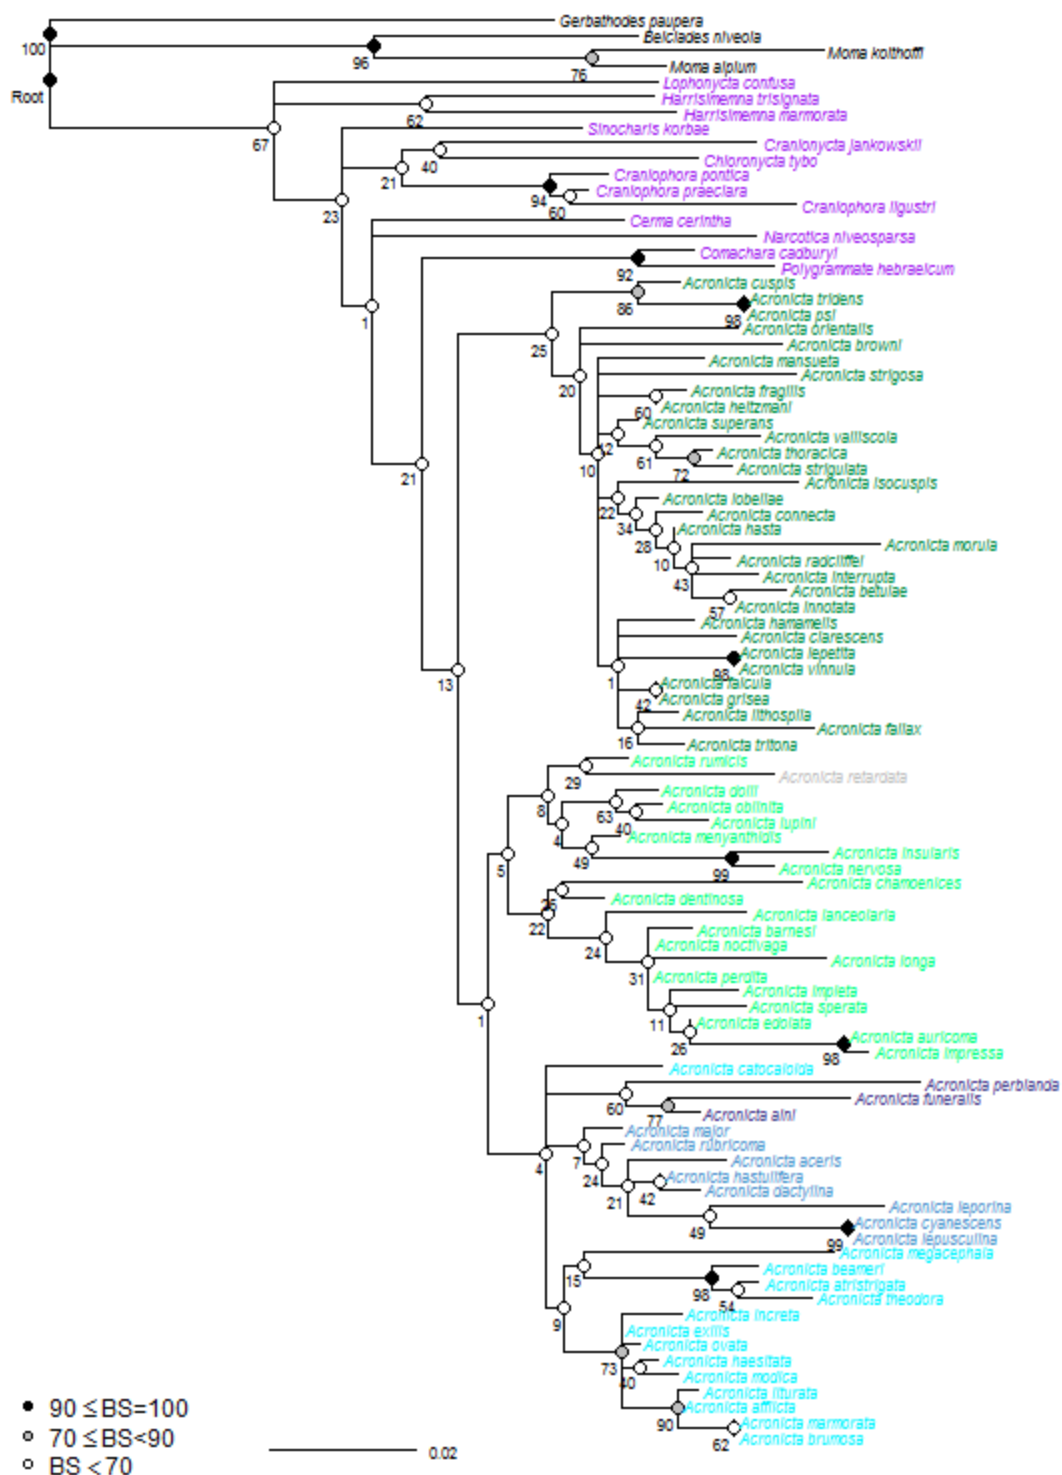 Gerbathodes paupera
Belciades niveola
100
96
Moma kolthoffi
76
Moma alpium
Lophonycta confusa
Root
Harrisimemna trisignata
62
Harrisimemna marmorata
67
Sinocharis korbae
Cranionycta jankowskii
40
Chloronycta tybo
21
Craniophora pontica
94
Craniophora praeclara
60
Craniophora ligustri
23
Cerma cerintha
Narcotica niveosparsa
Comachara cadburyi
92
Polygrammate hebraeicum
Acronicta cuspis
86
Acronicta tridens
98
Acronicta psi
1
Acronicta orientalis
25
Acronicta browni
Acronicta mansueta
20
Acronicta strigosa
Acronicta fragilis
60
Acronicta heitzmani
Acronicta superans
12
Acronicta valliscola
61
Acronicta thoracica
72
Acronicta strigulata
10
21
Acronicta isocuspis
22
Acronicta lobeliae
34
Acronicta connecta
Acronicta hasta
28
Acronicta morula
10
Acronicta radcliffei
Acronicta interrupta
43
Acronicta betulae
57
Acronicta innotata
Acronicta hamamelis
Acronicta clarescens
Acronicta lepetita
98
Acronicta vinnula
1
13
Acronicta falcula
42
Acronicta grisea
Acronicta lithospila
Acronicta fallax
16
Acronicta tritona
Acronicta rumicis
29
Acronicta retardata
8
Acronicta dolli
63
Acronicta oblinita
40
Acronicta lupini
4
Acronicta menyanthidis
49
Acronicta insularis
99
Acronicta nervosa
5
Acronicta chamoenices
25
Acronicta dentinosa
22
Acronicta lanceolaria
24
Acronicta barnesi
Acronicta noctivaga
Acronicta longa
31
Acronicta perdita
Acronicta impleta
Acronicta sperata
11
Acronicta edolata
26
Acronicta auricoma
98
Acronicta impressa
1
Acronicta catocaloida
Acronicta perblanda
60
Acronicta funeralis
77
Acronicta alni
Acronicta major
7
Acronicta rubricoma
4
24
Acronicta aceris
Acronicta hastulifera
42
Acronicta dactylina
21
Acronicta leporina
49
Acronicta cyanescens
99
Acronicta lepusculina
Acronicta megacephala
15
Acronicta beameri
98
Acronicta atristrigata
54
Acronicta theodora
9
Acronicta increta
Acronicta exilis
Acronicta ovata
73
Acronicta haesitata
40
Acronicta modica
Acronicta liturata
90
Acronicta afflicta
Acronicta marmorata
62
Acronicta brumosa
90 ≤BS=100
70 ≤BS<90
BS <70
0.02